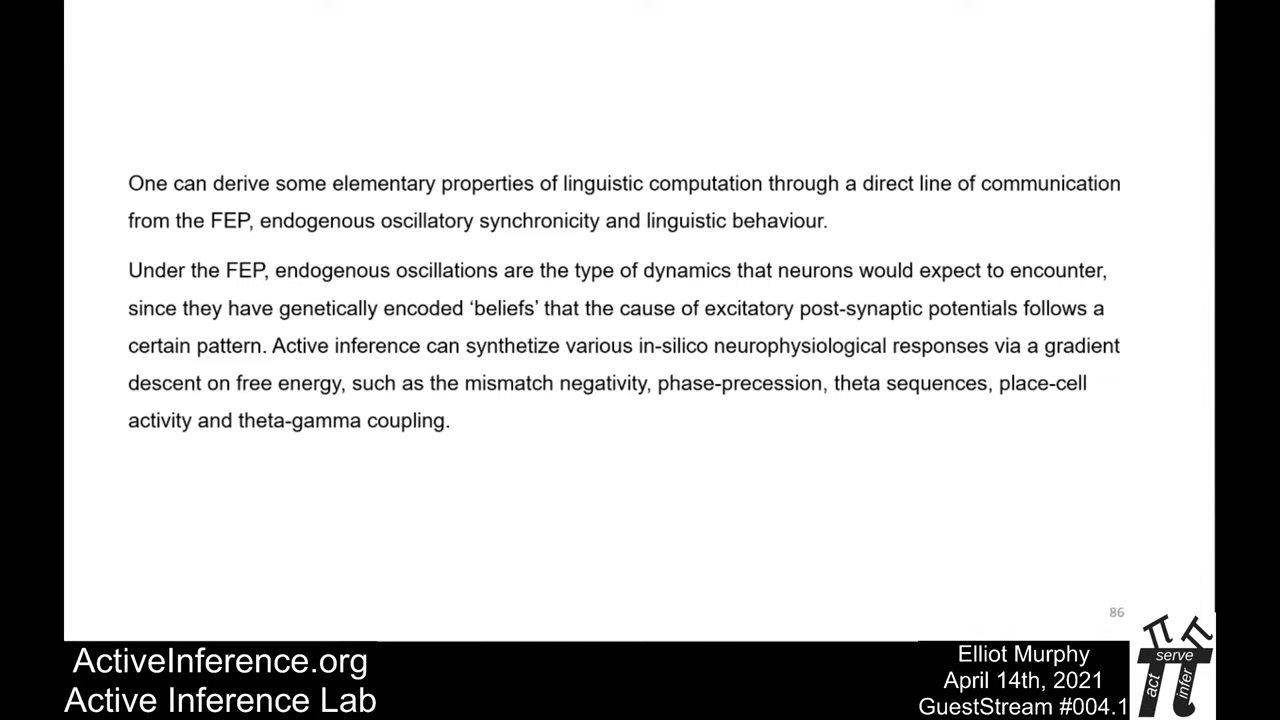 One can derive some elementary properties of linguistic computation through a direct line of communication
from the FEP, endogenous oscillatory synchronicity and linguistic behaviour.
Under the FEP, endogenous oscillations are the type of dynamics that neurons would expect to encounter,
since they have genetically encoded ‘beliefs’ that the cause of excitatory post-synaptic potentials follows a
certain pattern. Active inference can synthetize various in-silico neurophysiological responses via a gradient
descent on free energy, such as the mismatch negativity, phase-precession, theta sequences, place-cell
activity and theta-gamma coupling.
86
ActiveInference.org
Active Inference Lab
Elliot Murphy
April 14th, 2021
GuestStream #004.1
π π
serve
act
infer